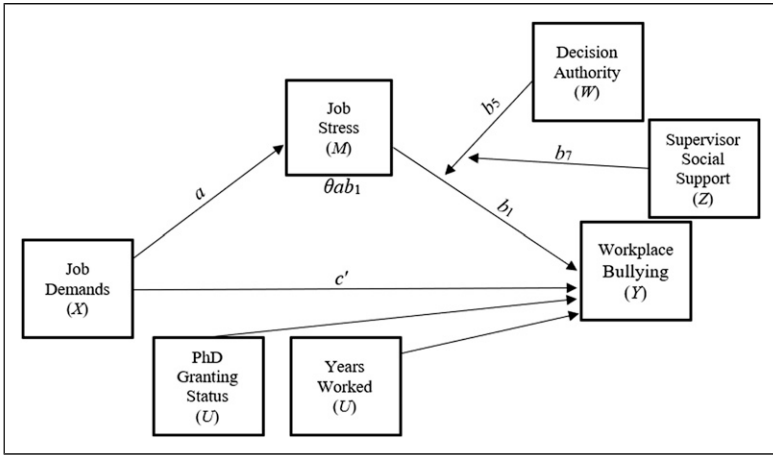 Decision
Authority
(W)
b5
Job
Stress
(M)
θab1
Supervisor
Social
Support
(Z)
b7
a
b1
Job
Demands
(X)
c′
Workplace
Bullying
(Y)
PhD
Granting
Status
(U)
Years
Worked
(U)